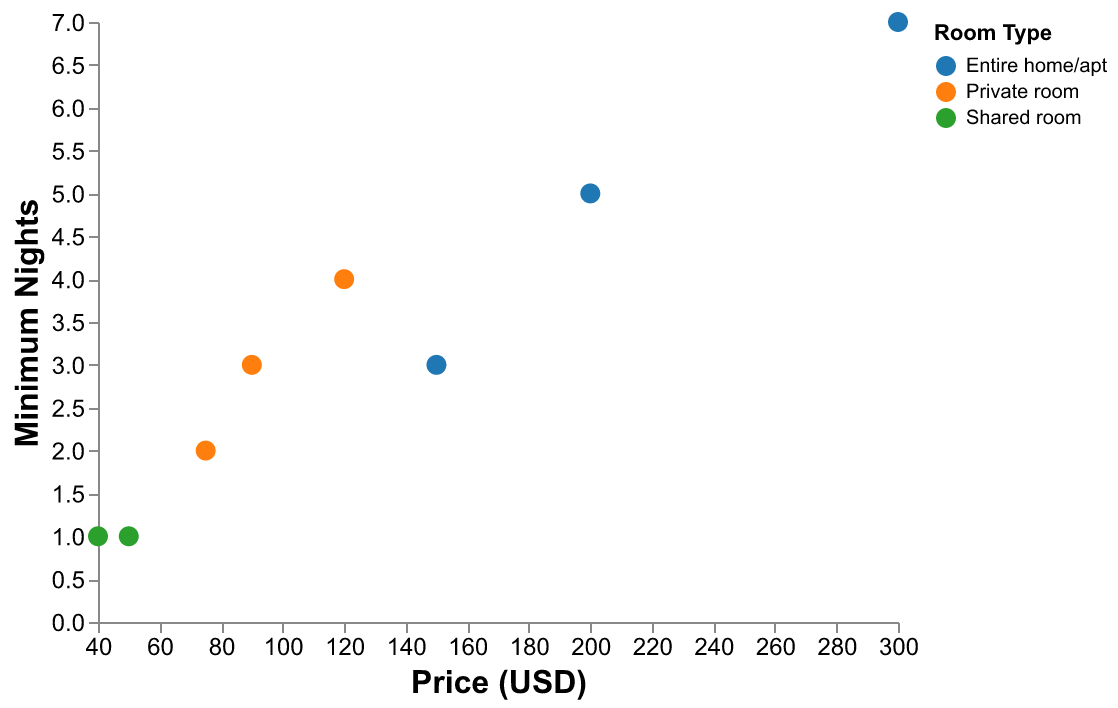 7.0
6.5
6.0
5.5
5.0
4.5
4.0
3.5
3.0
2.5
2.0
1.5
1.0
0.5
0.0
Minimum Nights
40 60 80 100 120 140 160 180 200 220 240 260 280 300
Price (USD)
Room Type
Entire home/apt
Private room
Shared room